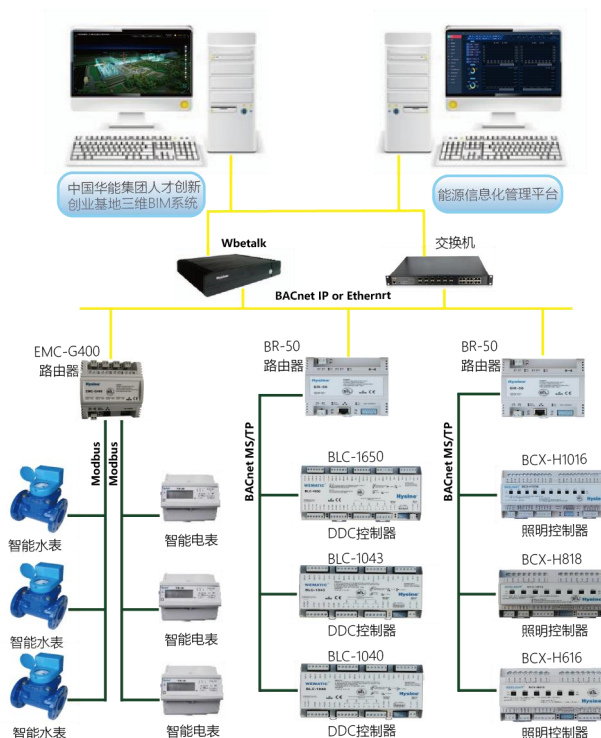 中国华能集团人才创新
创业基地三维BIM系统
能源信息化管理平台
Wbetalk
交换机
BACnet IP or Ethernrt
EMC-G400
路由器
BR-50
路由器
BR-50
路由器
Modbus
Modbus
BACnet MS/TP
BACnet MS/TP
智能水表
智能电表
BLC-1650
DDC控制器
BCX-H1016
照明控制器
智能水表
智能电表
BLC-1043
DDC控制器
BCX-H818
照明控制器
智能水表
智能电表
BLC-1040
DDC控制器
BCX-H616
照明控制器